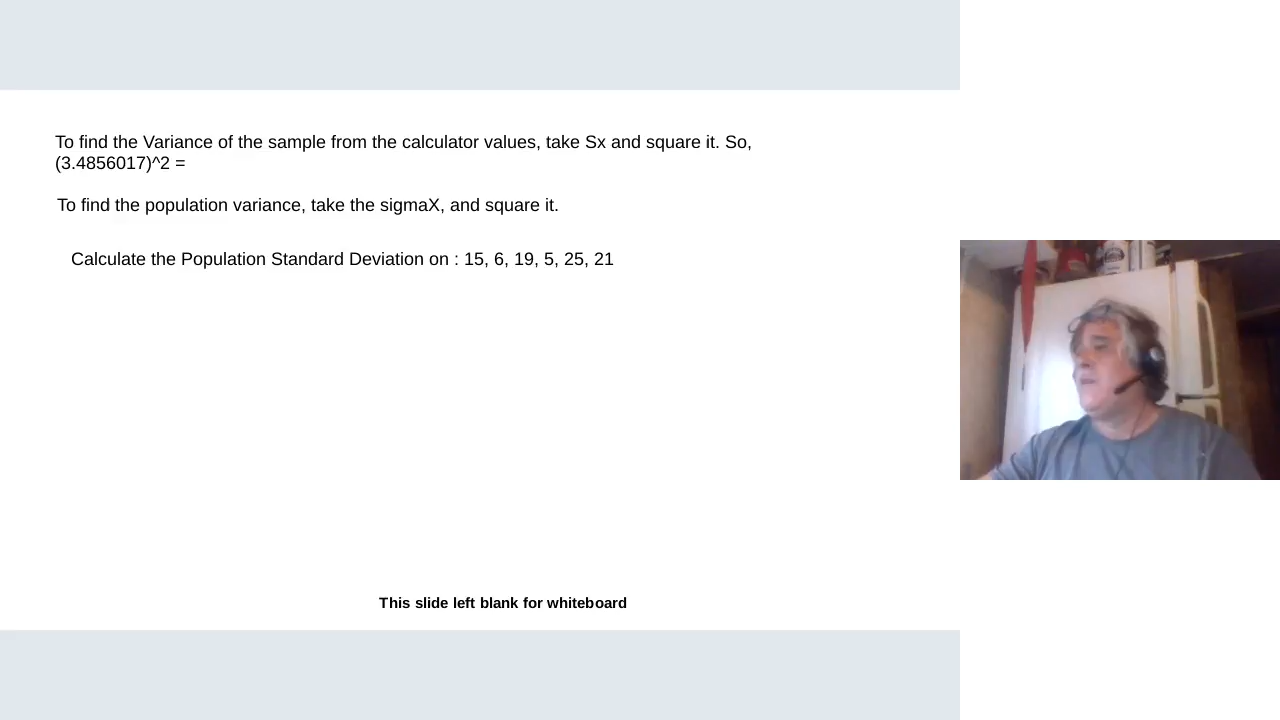 To find the Variance of the sample from the calculator values, take Sx and square it. So,
(3.4856017)^2 =
To find the population variance, take the sigmaX, and square it.
Calculate the Population Standard Deviation on : 15, 6, 19, 5, 25, 21
This slide left blank for whiteboard